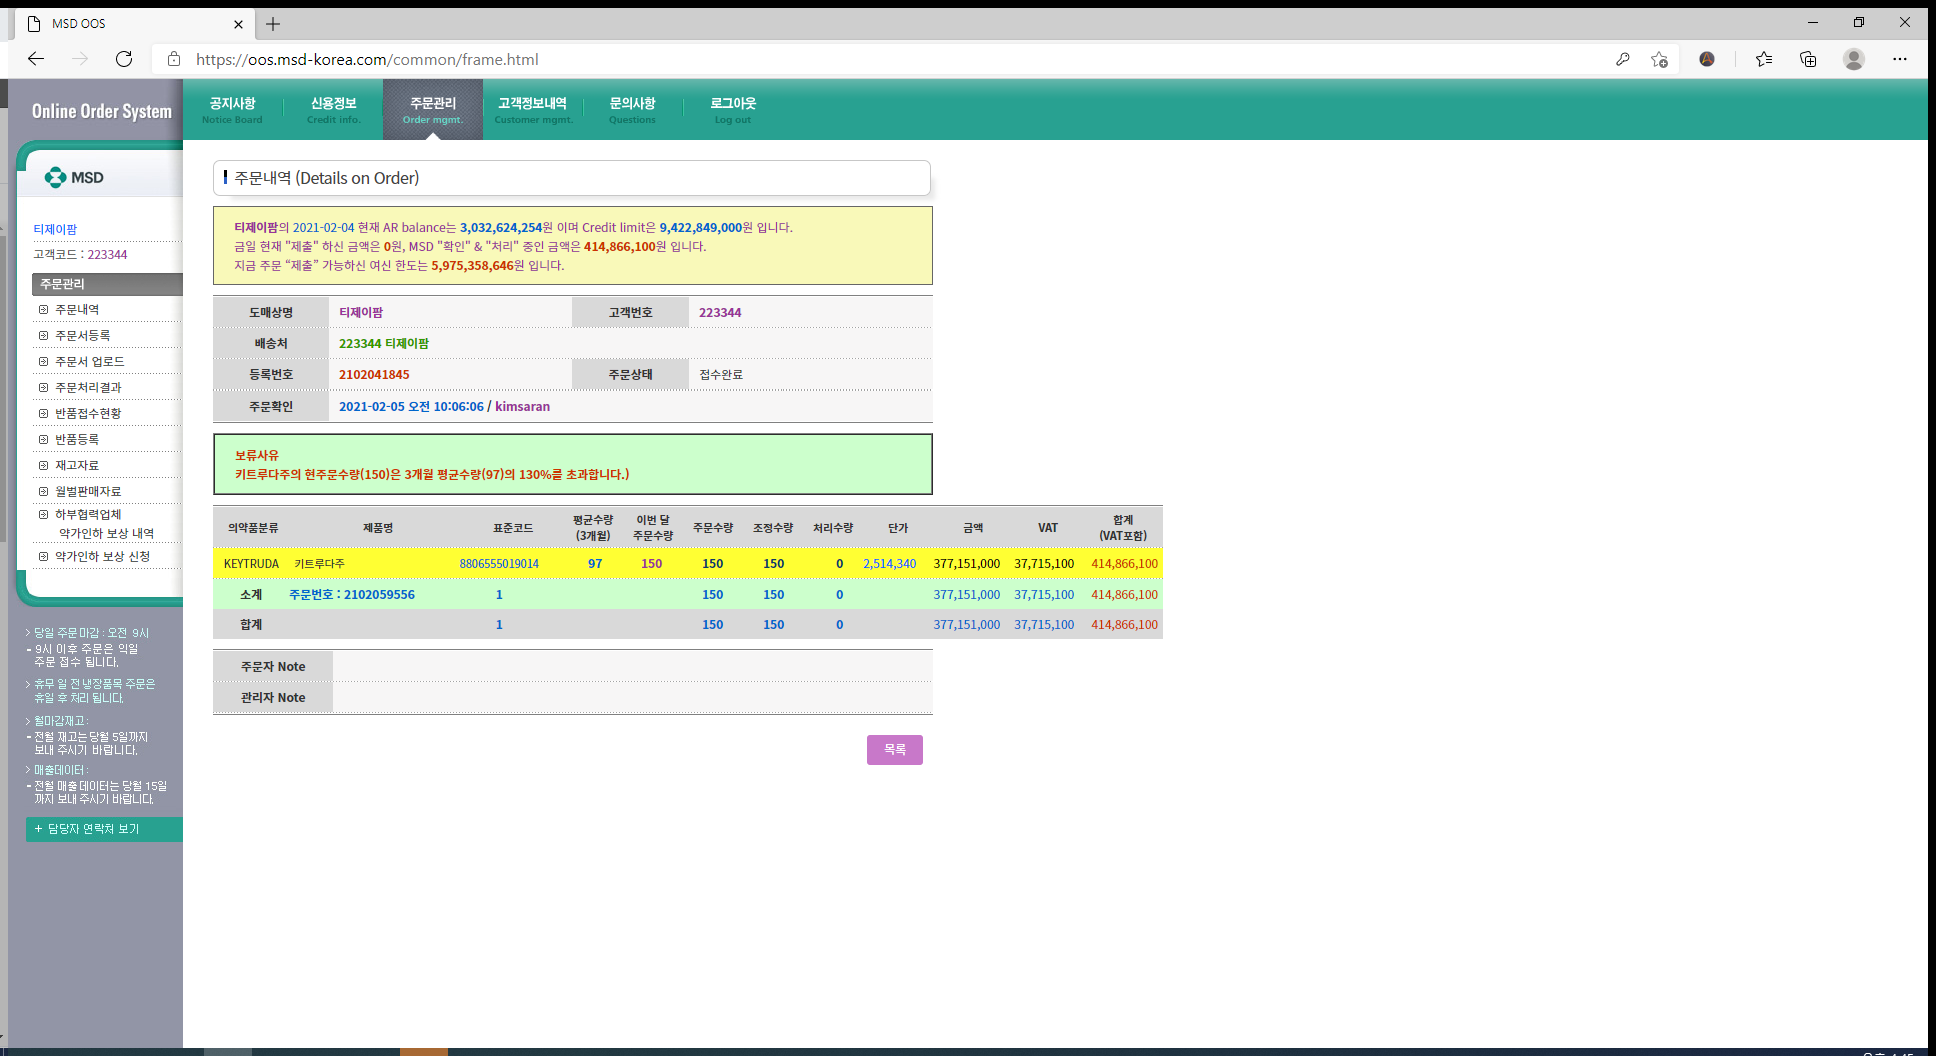 MSD OOS
https://oos.msd-korea.com/common/frame.html
Online Order System
공지사항
Notice Board
신용정보
Credit info.
주문관리
Order mgmt.
고객정보내역
Customer mgmt.
문의사항
Questions
로그아웃
Log out
MSD
티제이팜
고객코드 : 223344
주문관리
주문내역
주문서등록
주문서 업로드
주문처리결과
반품접수현황
반품등록
재고자료
월별판매자료
하부협력업체
약가인하 보상 내역
약가인하 보상 신청
> 당일 주문마감 : 오전 9시
- 9시 이후 주문은 익일
주문 접수 됩니다.
> 휴무 일 전 냉장품목 주문은
휴일 후 처리 됩니다.
> 월마감재고 :
- 전월 재고는 당월 5일까지
보내 주시기 바랍니다.
> 매출데이터 :
- 전월 매출데이터는 당월 15일
까지 보내주시기 바랍니다.
+ 담당자 연락처 보기
주문내역 (Details on Order)
티제이팜의 2021-02-04 현재 AR balance는 3,032,624,254원 이며 Credit limit은 9,422,849,000원 입니다.
금일 현재 "제출" 하신 금액은 0원, MSD "확인" & "처리" 중인 금액은 414,866,100원 입니다.
지금 주문 “제출” 가능하신 여신 한도는 5,975,358,646원 입니다.
도매상명 티제이팜 고객번호 223344
배송처 223344 티제이팜
등록번호 2102041845 주문상태 접수완료
주문확인 2021-02-05 오전 10:06:06 / kimsaran
보류사유
키트루다주의 현주문수량(150)은 3개월 평균수량(97)의 130%를 초과합니다.)
의약품분류 제품명 표준코드 평균수량 (3개월) 이번 달 주문수량 주문수량 조정수량 처리수량 단가 금액 VAT 합계 (VAT포함)
KEYTRUDA 키트루다주 8806555019014 97 150 150 150 0 2,514,340 377,151,000 37,715,100 414,866,100
소계 주문번호 : 2102059556 1 150 150 0 377,151,000 37,715,100 414,866,100
합계 1 150 150 0 377,151,000 37,715,100 414,866,100
주문자 Note
관리자 Note
목록